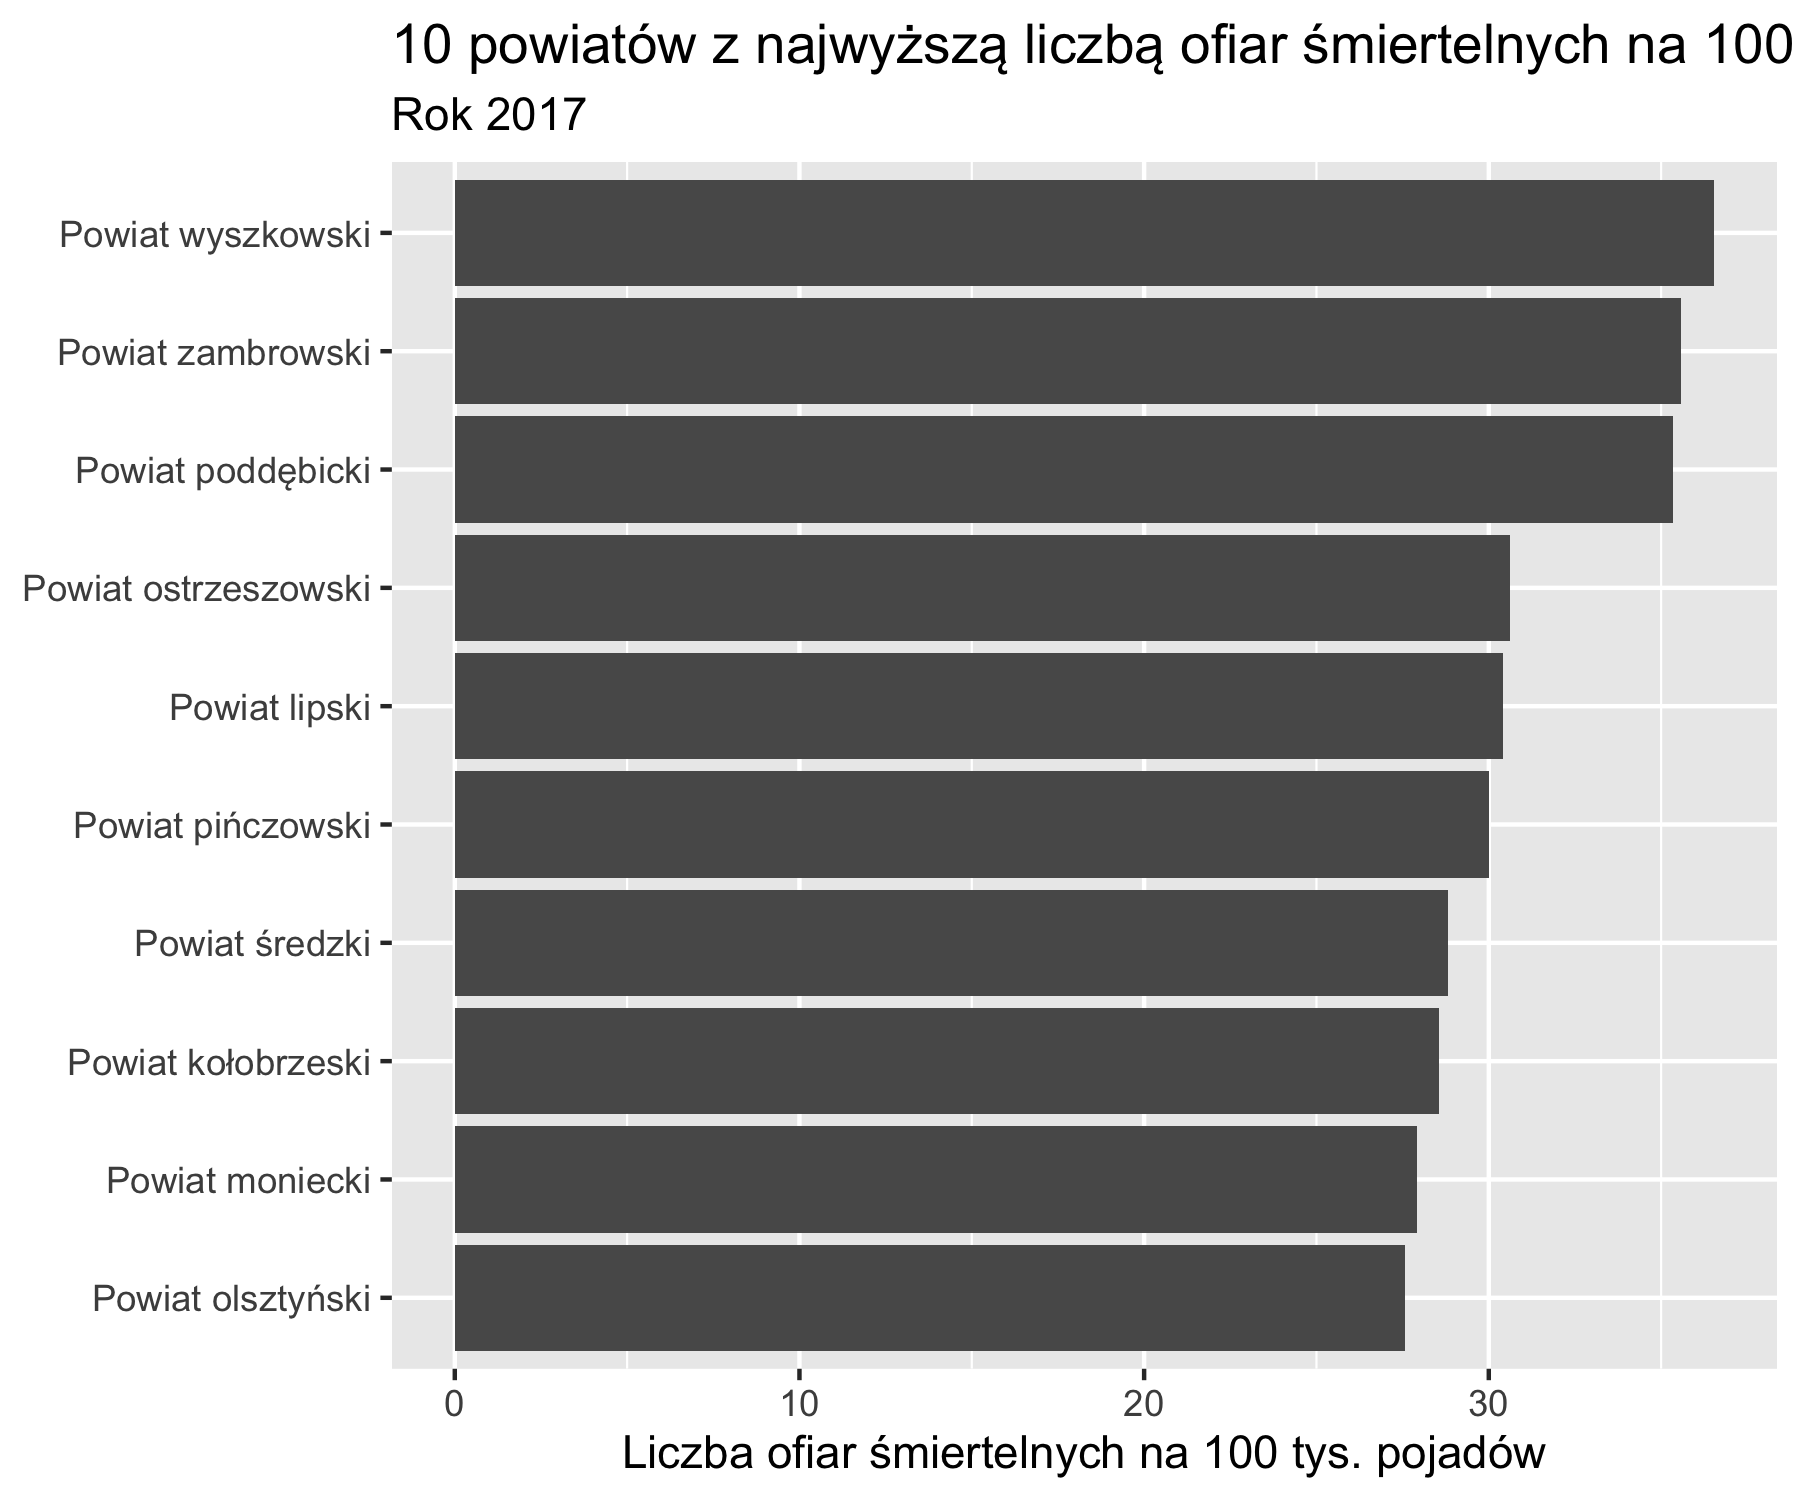 10 powiatów z najwyższą liczbą ofiar śmiertelnych na 100
Rok 2017
Powiat wyszkowski
Powiat zambrowski
Powiat poddębicki
Powiat ostrzeszowski
Powiat lipski
Powiat pińczowski
Powiat średzki
Powiat kołobrzeski
Powiat moniecki
Powiat olsztyński
0 10 20 30
Liczba ofiar śmiertelnych na 100 tys. pojadów